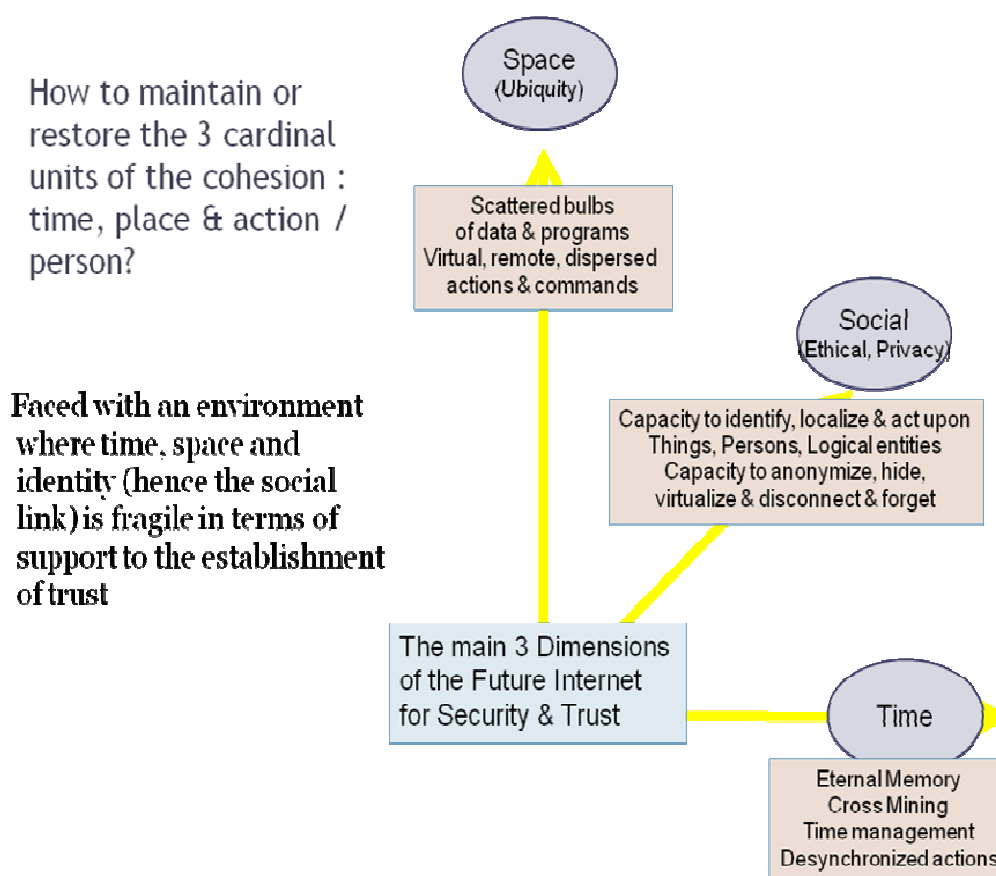 How to maintain or
restore the 3 cardinal
units of the cohesion :
time, place & action /
person?
Faced with an environment
where time, space and
identity (hence the social
link) is fragile in terms of
support to the establishment
of trust
Space
(Ubiquity)
Scattered bulbs
of data & programs
Virtual, remote, dispersed
actions & commands
Social
(Ethical, Privacy)
Capacity to identify, localize & act upon
Things, Persons, Logical entities
Capacity to anonymize, hide,
virtualize & disconnect & forget
The main 3 Dimensions
of the Future Internet
for Security & Trust
Time
Eternal Memory
Cross Mining
Time management
Desynchronized actions